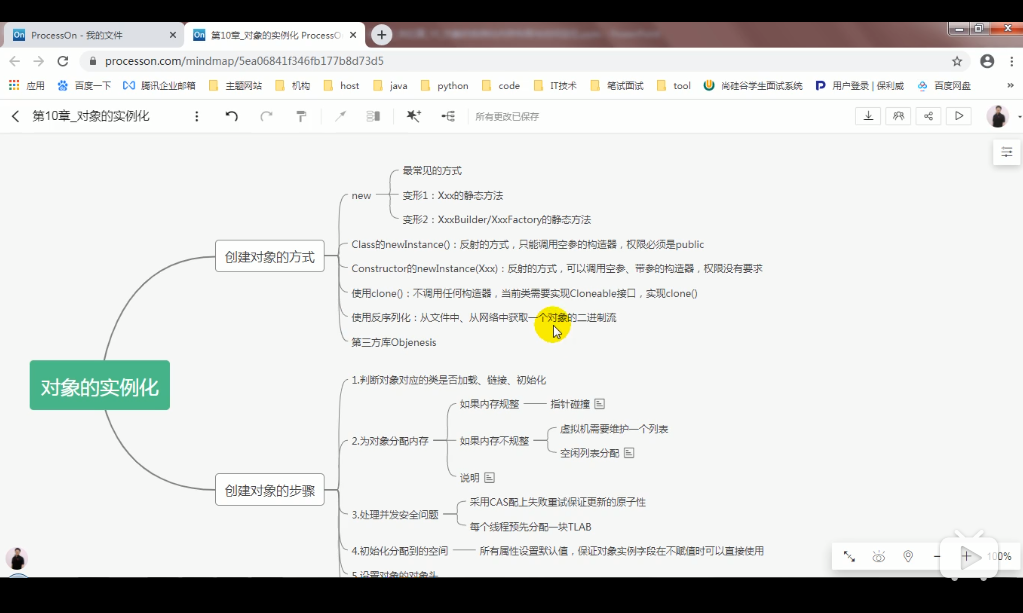 ProcessOn - 我的文件
第10章_对象的实例化 ProcessO
processon.com/mindmap/5ea06841f346fb177b8d73d5
应用 百度一下 腾讯企业邮箱 主题网站 机构 host java python code IT技术 笔试面试 tool 尚硅谷学生面试系统 用户登录 | 保利威 百度网盘
第10章_对象的实例化 所有更改已保存
最常见的方式
new
变形1：Xxx的静态方法
变形2：XxxBuilder/XxxFactory的静态方法
Class的newInstance()：反射的方式，只能调用空参的构造器，权限必须是public
创建对象的方式
Constructor的newInstance(Xxx)：反射的方式，可以调用空参、带参的构造器，权限没有要求
使用clone()：不调用任何构造器，当前类需要实现Cloneable接口，实现clone()
使用反序列化：从文件中、从网络中获取一个对象的二进制流
第三方库Objenesis
对象的实例化
1.判断对象对应的类是否加载、链接、初始化
如果内存规整 指针碰撞
2.为对象分配内存
如果内存不规整
虚拟机需要维护一个列表
空闲列表分配
说明
创建对象的步骤
3.处理并发安全问题
采用CAS配上失败重试保证更新的原子性
每个线程预先分配一块TLAB
4.初始化分配到的空间 所有属性设置默认值，保证对象实例字段在不赋值时可以直接使用
5.设置对象的对象头
100%